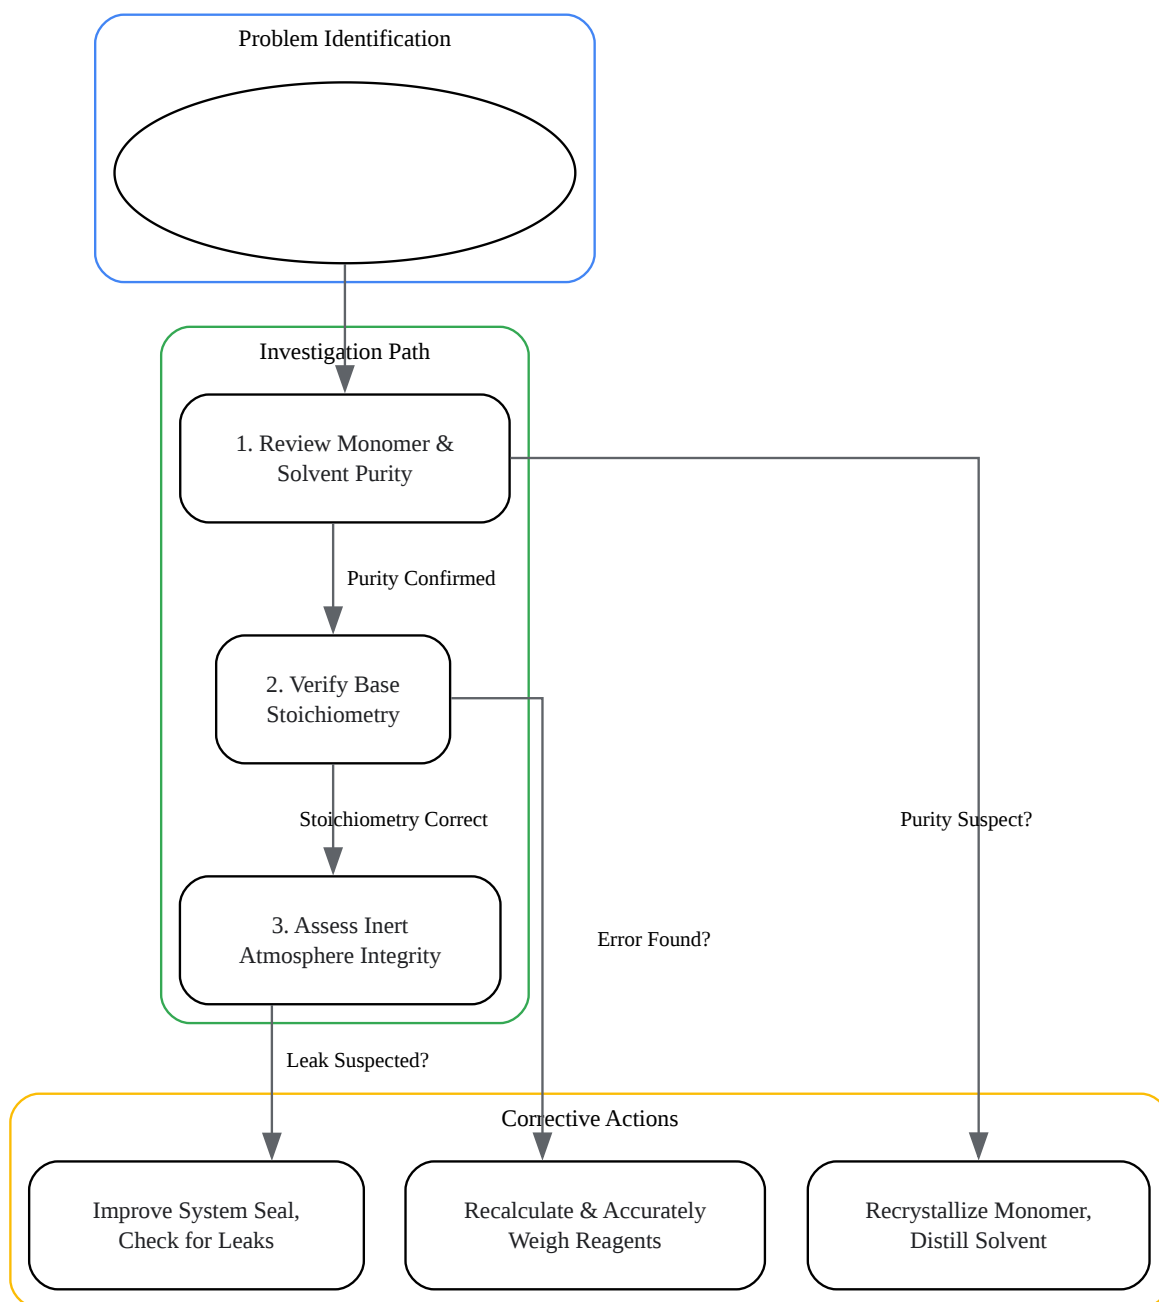 Problem Identification
Investigation Path
1. Review Monomer &
Solvent Purity
Purity Confirmed
2. Verify Base
Stoichiometry
Stoichiometry Correct
Purity Suspect?
3. Assess Inert
Atmosphere Integrity
Error Found?
Leak Suspected?
Corrective Actions
Improve System Seal,
Check for Leaks
Recalculate & Accurately
Weigh Reagents
Recrystallize Monomer,
Distill Solvent